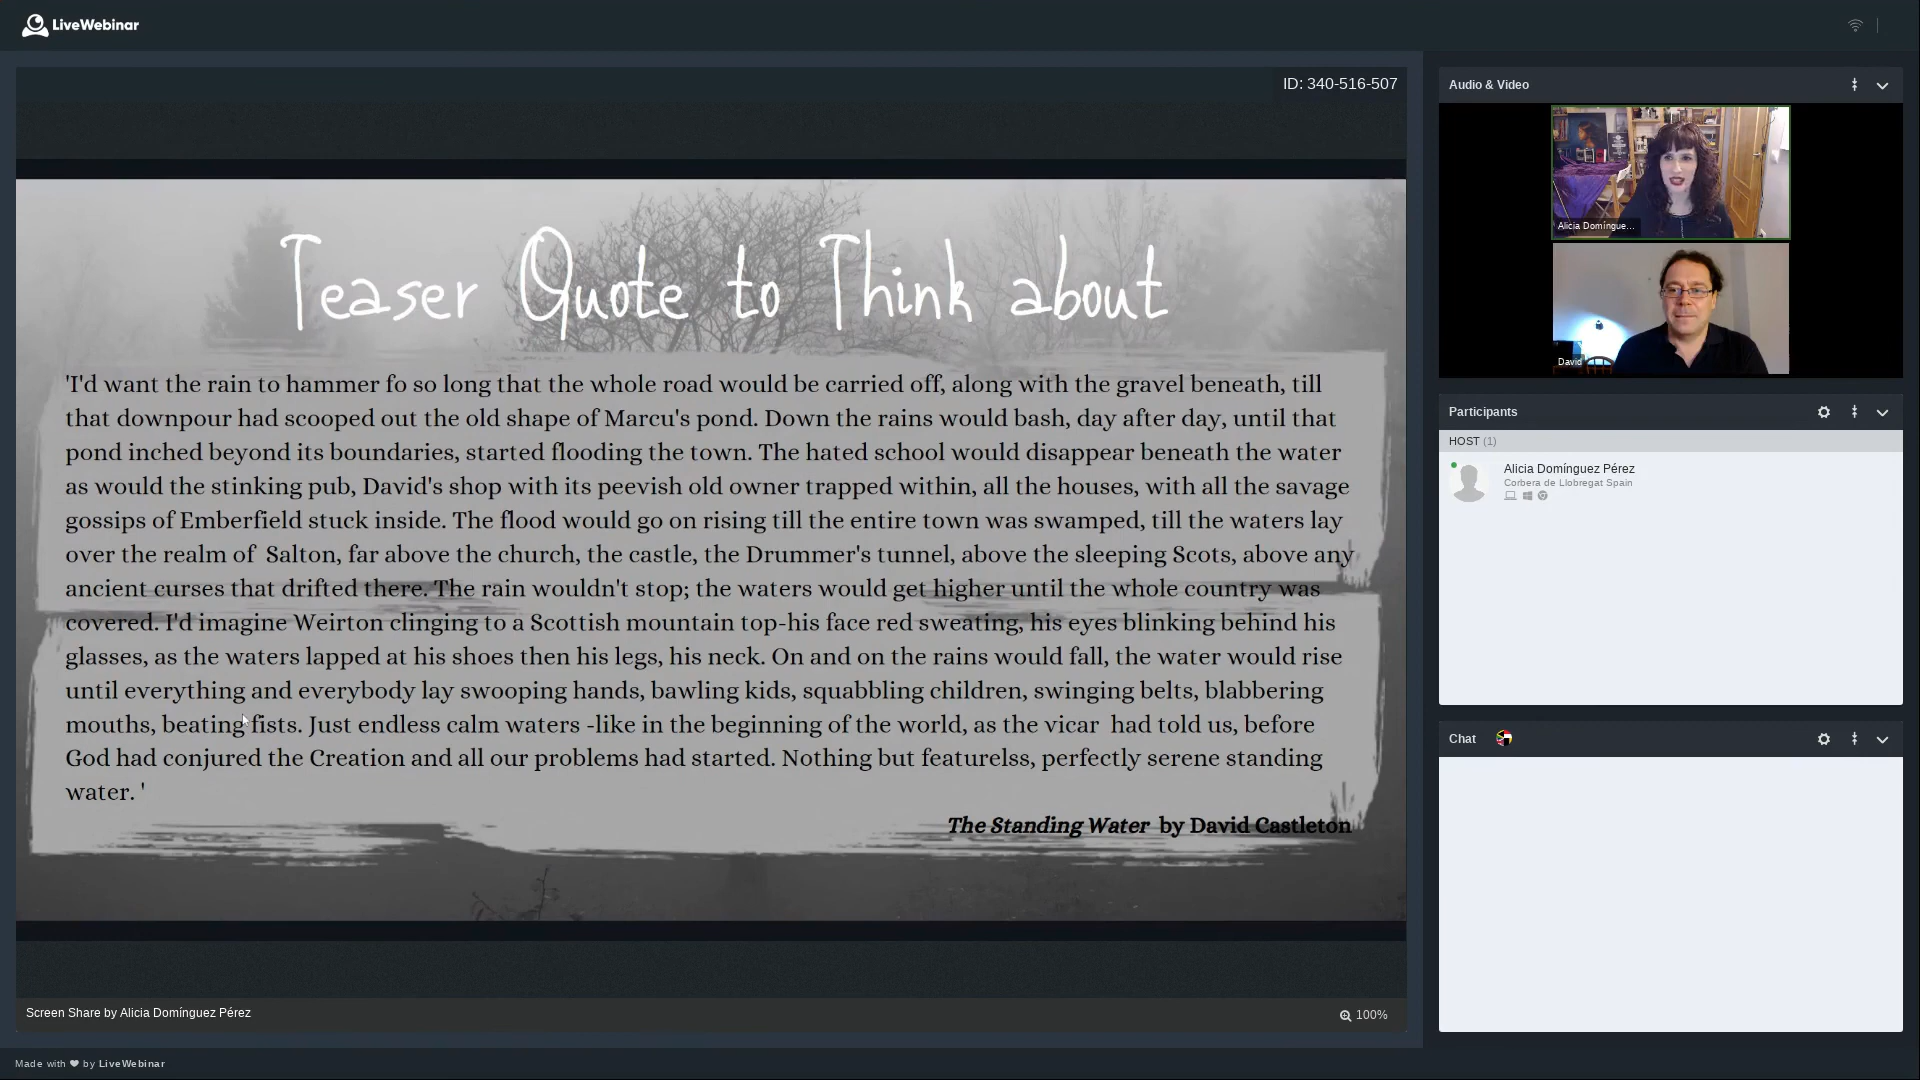 LiveWebinar
ID: 340-516-507
Teaser Quote to Think about
'I'd want the rain to hammer fo so long that the whole road would be carried off, along with the gravel beneath, till
that downpour had scooped out the old shape of Marcu's pond. Down the rains would bash, day after day, until that
pond inched beyond its boundaries, started flooding the town. The hated school would disappear beneath the water
as would the stinking pub, David's shop with its peevish old owner trapped within, all the houses, with all the savage
gossips of Emberfield stuck inside. The flood would go on rising till the entire town was swamped, till the waters lay
over the realm of  Salton, far above the church, the castle, the Drummer's tunnel, above the sleeping Scots, above any
ancient curses that drifted there. The rain wouldn't stop; the waters would get higher until the whole country was
covered. I'd imagine Weirton clinging to a Scottish mountain top-his face red sweating, his eyes blinking behind his
glasses, as the waters lapped at his shoes then his legs, his neck. On and on the rains would fall, the water would rise
until everything and everybody lay swooping hands, bawling kids, squabbling children, swinging belts, blabbering
mouths, beating fists. Just endless calm waters -like in the beginning of the world, as the vicar  had told us, before
God had conjured the Creation and all our problems had started. Nothing but featurelss, perfectly serene standing
water. '
The Standing Water by David Castleton
Screen Share by Alicia Domínguez Pérez
100%
Made with by LiveWebinar
Audio & Video
Alicia Domíngue...
David
Participants
HOST (1)
Alicia Domínguez Pérez
Corbera de Llobregat Spain
Chat